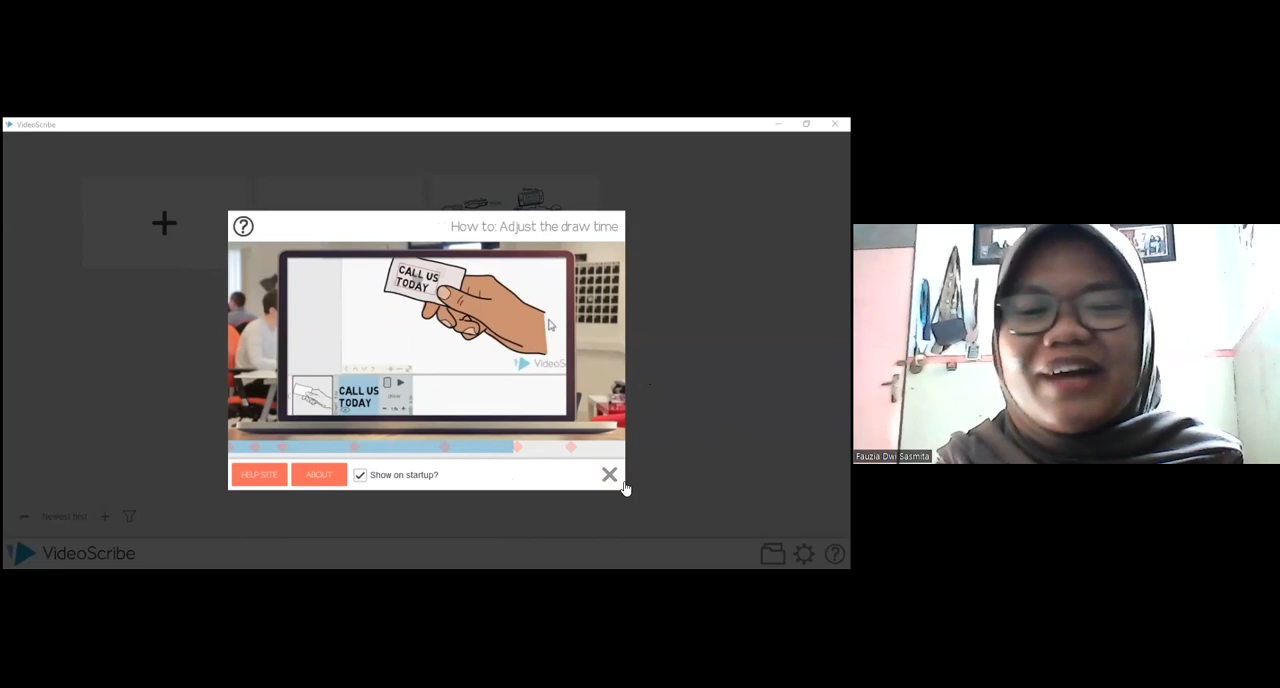 VideoScribe
How to: Adjust the draw time
CALL US
TODAY
VideoS
CALL US
TODAY
HELP SITE
ABOUT
Show on startup?
Newest first
VideoScribe
Fauzia Dwi Sasmita